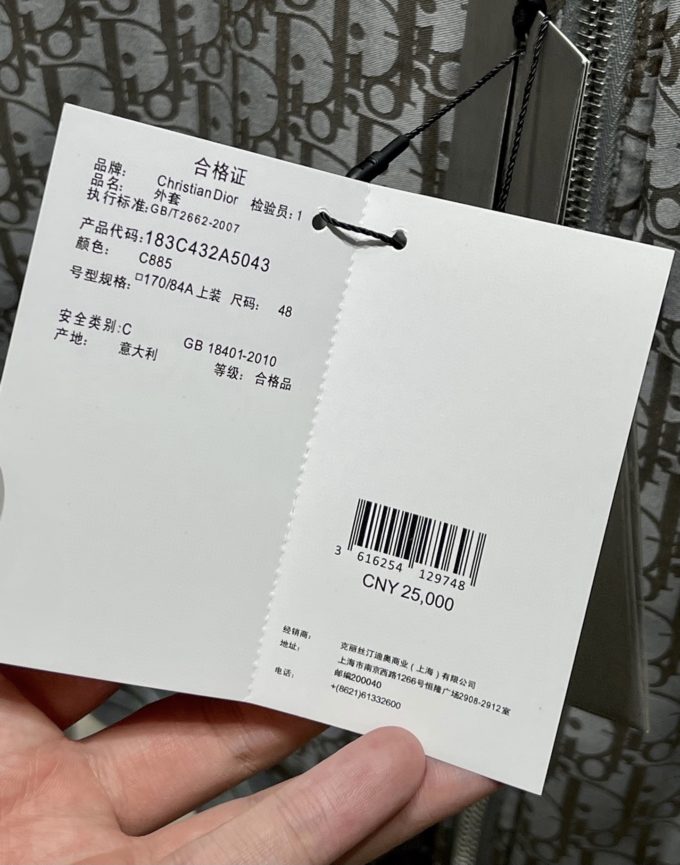 合格证
品牌: Christian Dior 检验员: 1
品名: 外套
执行标准: GB/T2662-2007
产品代码: 183C432A5043
颜色: C885
号型规格: □170/84A 上装 尺码: 48
安全类别: C GB 18401-2010
产地: 意大利 等级: 合格品
3 616254 129748
CNY 25,000
经销商: 克丽丝汀迪奥商业(上海)有限公司
地址: 上海市南京西路1266号恒隆广场2908-2912室
邮编200040
电话: +(8621)61332600